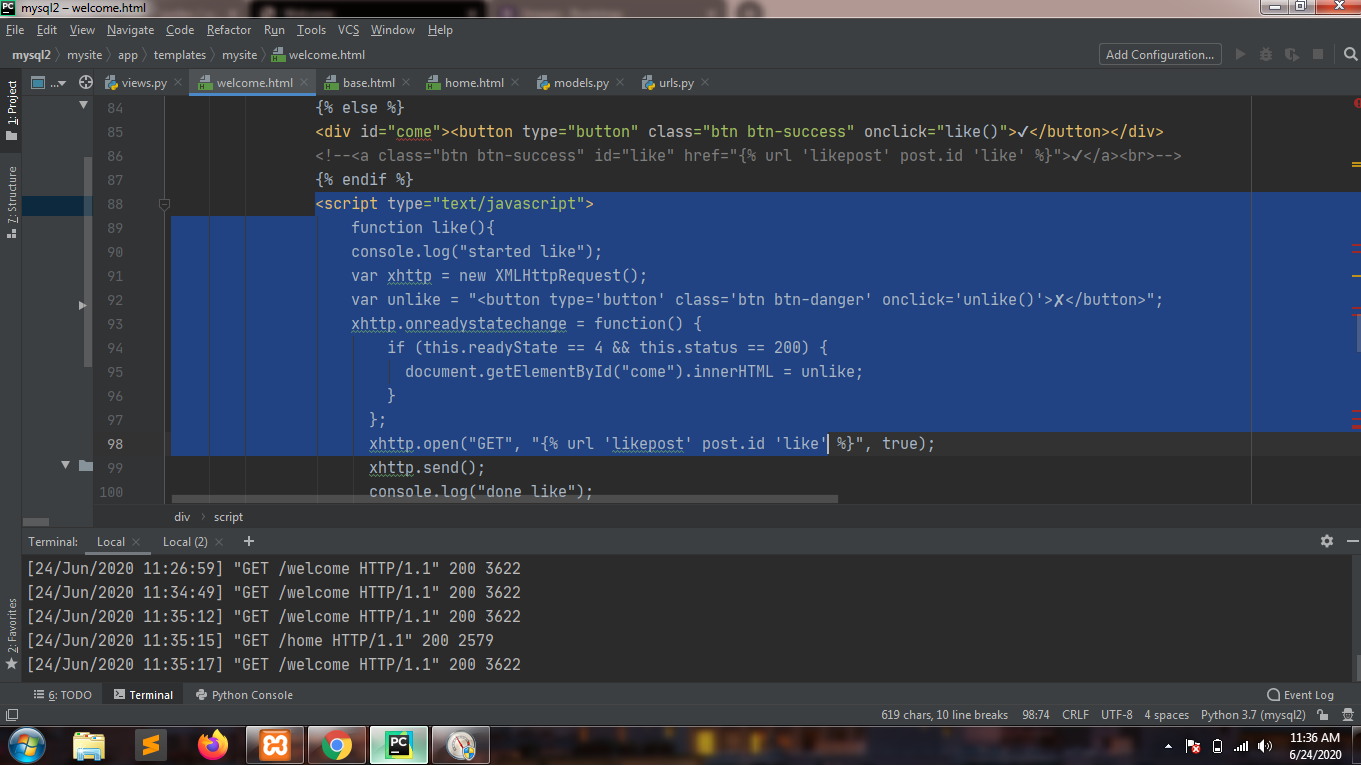 mysql2 – welcome.html
File Edit View Navigate Code Refactor Run Tools VCS Window Help
mysql2 mysite app templates mysite welcome.html Add Configuration...
... views.py welcome.html base.html home.html models.py urls.py
1: Project
7: Structure
2: Favorites
84 {% else %}
85 <div id="come"><button type="button" class="btn btn-success" onclick="like()">✔</button></div>
86 <!--<a class="btn btn-success" id="like" href="{% url 'likepost' post.id 'like' %}">✔</a><br>-->
87 {% endif %}
88 <script type="text/javascript">
89 function like(){
90 console.log("started like");
91 var xhttp = new XMLHttpRequest();
92 var unlike = "<button type='button' class='btn btn-danger' onclick='unlike()'>✘</button>";
93 xhttp.onreadystatechange = function() {
94 if (this.readyState == 4 && this.status == 200) {
95 document.getElementById("come").innerHTML = unlike;
96 }
97 };
98 xhttp.open("GET", "{% url 'likepost' post.id 'like' %}", true);
99 xhttp.send();
100 console.log("done like");
div script
Terminal: Local Local (2)
[24/Jun/2020 11:26:59] "GET /welcome HTTP/1.1" 200 3622
[24/Jun/2020 11:34:49] "GET /welcome HTTP/1.1" 200 3622
[24/Jun/2020 11:35:12] "GET /welcome HTTP/1.1" 200 3622
[24/Jun/2020 11:35:15] "GET /home HTTP/1.1" 200 2579
[24/Jun/2020 11:35:17] "GET /welcome HTTP/1.1" 200 3622
6: TODO Terminal Python Console Event Log
619 chars, 10 line breaks 98:74 CRLF UTF-8 4 spaces Python 3.7 (mysql2)
11:36 AM
6/24/2020